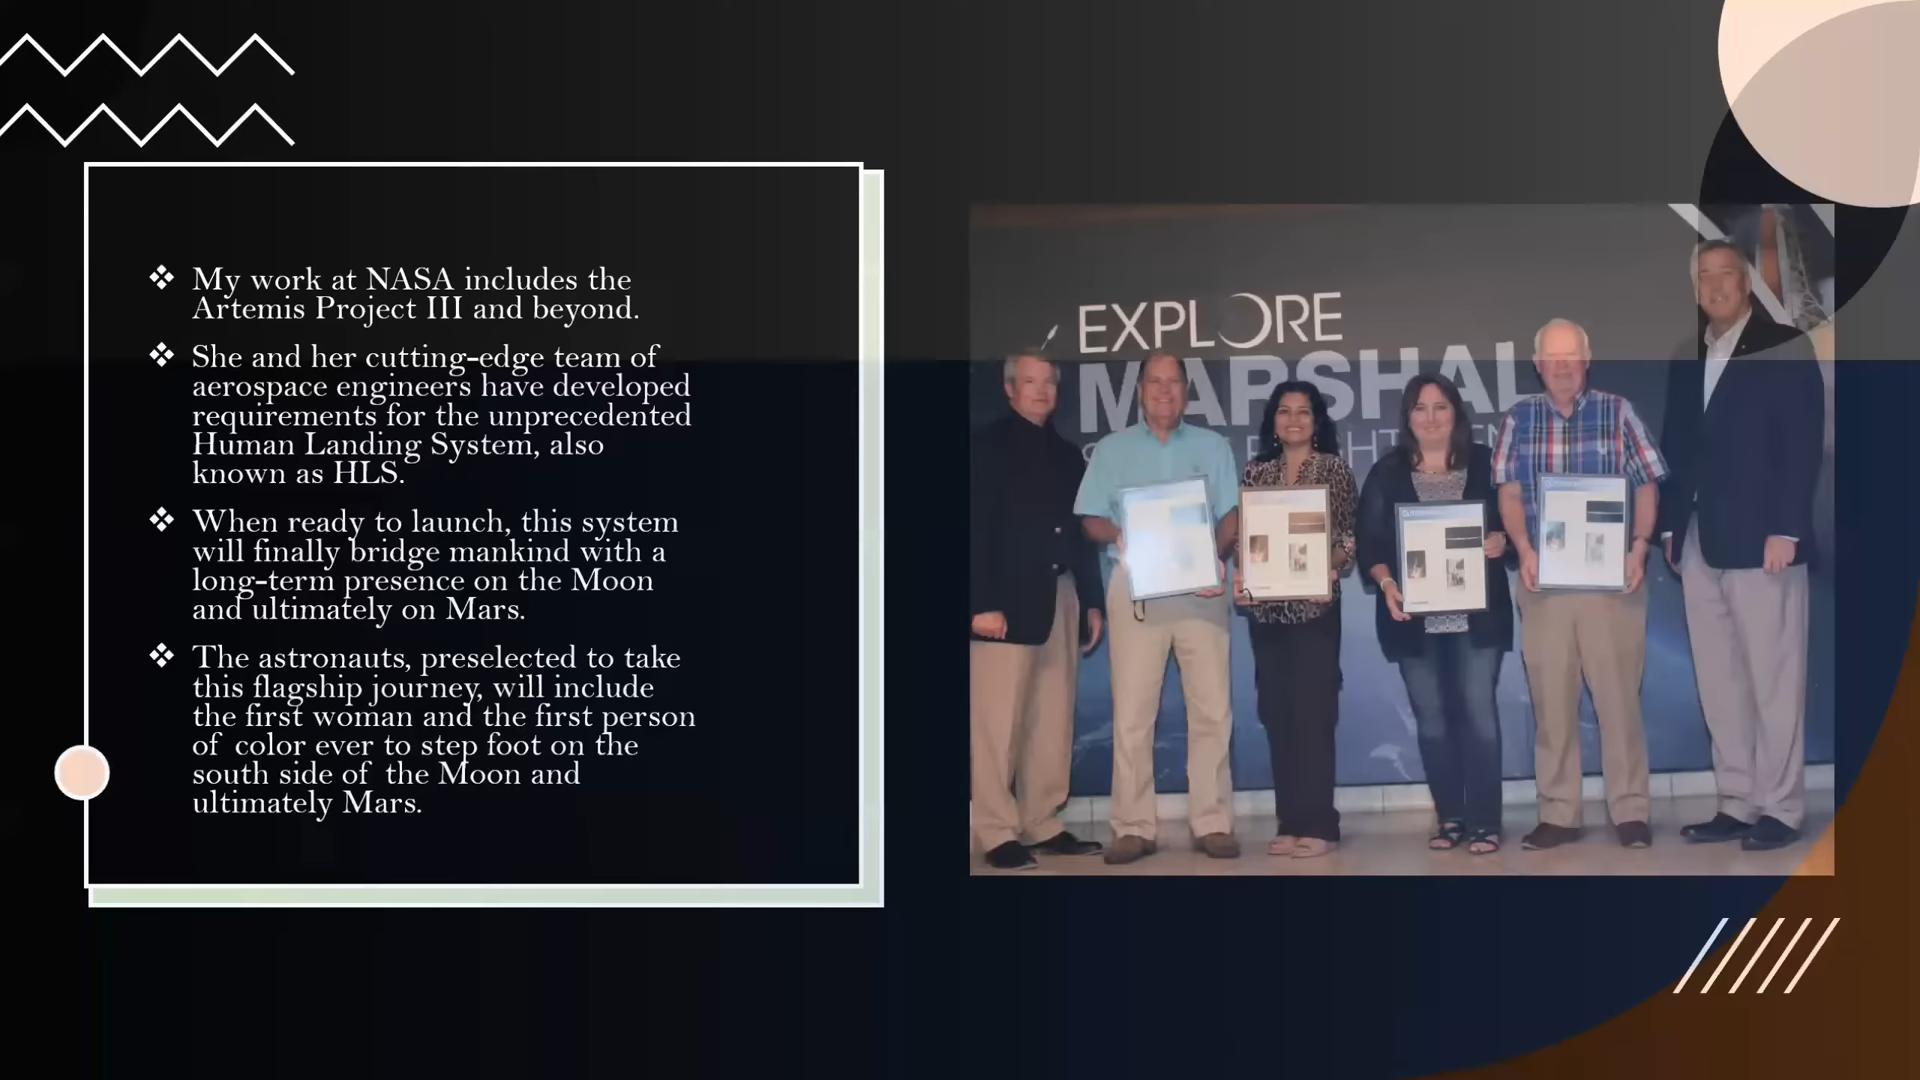 ❖ My work at NASA includes the
Artemis Project III and beyond.
❖ She and her cutting-edge team of
aerospace engineers have developed
requirements for the unprecedented
Human Landing System, also
known as HLS.
❖ When ready to launch, this system
will finally bridge mankind with a
long-term presence on the Moon
and ultimately on Mars.
❖ The astronauts, preselected to take
this flagship journey, will include
the first woman and the first person
of color ever to step foot on the
south side of the Moon and
ultimately Mars.
EXPLORE
MARSHAL